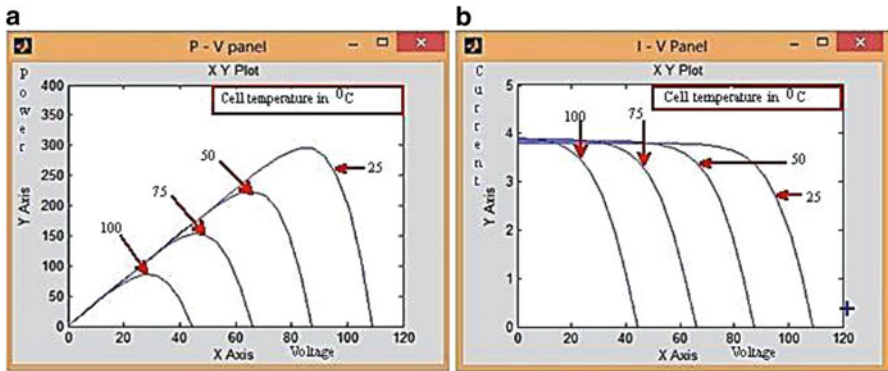 a
P - V panel
X Y Plot
Power
Cell temperature in ⁰C
400
350
300
250
200
150
100
50
0
Y Axis
100
75
50
25
0 20 40 60 80 100 120
X Axis
Voltage
b
I - V Panel
X Y Plot
Current
Cell temperature in ⁰C
5
4
3
2
1
0
Y Axis
100
75
50
25
0 20 40 60 80 100 120
X Axis
Voltage